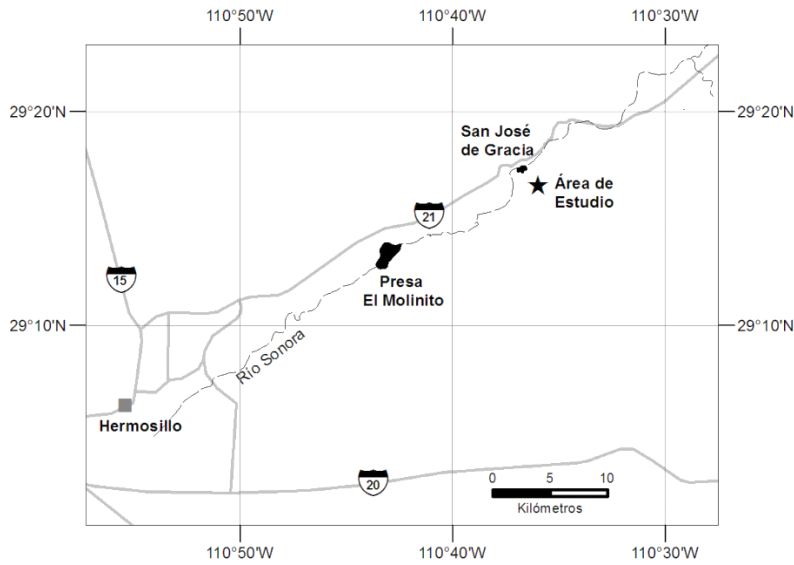 110°50'W 110°40'W 110°30'W
29°20'N 29°20'N
San José
de Gracia
Área de
Estudio
21
15
Presa
El Molinito
29°10'N 29°10'N
Río Sonora
Hermosillo
20
0 5 10
Kilómetros
110°50'W 110°40'W 110°30'W